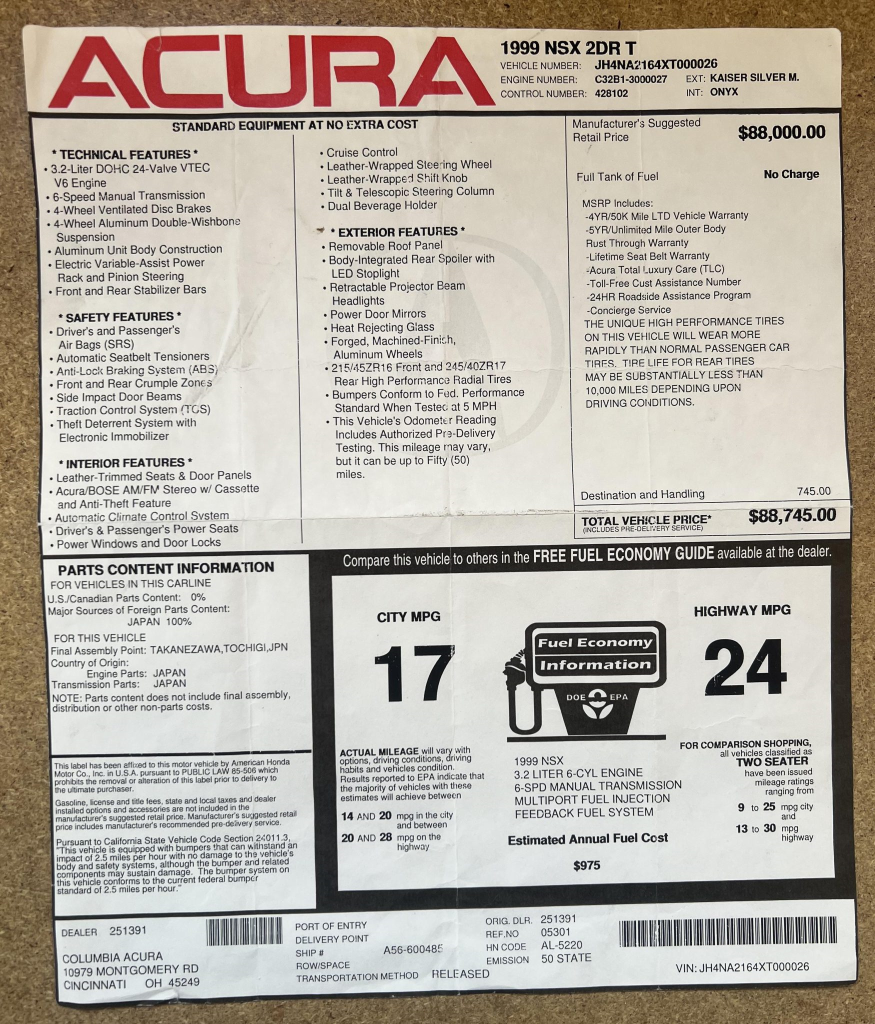 ACURA
1999 NSX 2DR T
VEHICLE NUMBER: JH4NA2164XT000026
ENGINE NUMBER: C32B1-3000027 EXT: KAISER SILVER M.
CONTROL NUMBER: 428102 INT: ONYX
STANDARD EQUIPMENT AT NO EXTRA COST
* TECHNICAL FEATURES *
• 3.2-Liter DOHC 24-Valve VTEC
V6 Engine
• 6-Speed Manual Transmission
• 4-Wheel Ventilated Disc Brakes
• 4-Wheel Aluminum Double-Wishbone
Suspension
• Aluminum Unit Body Construction
• Electric Variable-Assist Power
Rack and Pinion Steering
• Front and Rear Stabilizer Bars
* SAFETY FEATURES *
• Driver's and Passenger's
Air Bags (SRS)
• Automatic Seatbelt Tensioners
• Anti-Lock Braking System (ABS)
• Front and Rear Crumple Zones
• Side Impact Door Beams
• Traction Control System (TCS)
• Theft Deterrent System with
Electronic Immobilizer
* INTERIOR FEATURES *
• Leather-Trimmed Seats & Door Panels
• Acura/BOSE AM/FM Stereo w/ Cassette
and Anti-Theft Feature
• Automatic Climate Control System
• Driver's & Passenger's Power Seats
• Power Windows and Door Locks
• Cruise Control
• Leather-Wrapped Steering Wheel
• Leather-Wrapped Shift Knob
• Tilt & Telescopic Steering Column
• Dual Beverage Holder
* EXTERIOR FEATURES *
• Removable Roof Panel
• Body-Integrated Rear Spoiler with
LED Stoplight
• Retractable Projector Beam
Headlights
• Power Door Mirrors
• Heat Rejecting Glass
• Forged, Machined-Finish,
Aluminum Wheels
• 215/45ZR16 Front and 245/40ZR17
Rear High Performance Radial Tires
• Bumpers Conform to Fed. Performance
Standard When Tested at 5 MPH
• This Vehicle's Odometer Reading
Includes Authorized Pre-Delivery
Testing. This mileage may vary,
but it can be up to Fifty (50)
miles.
Manufacturer's Suggested
Retail Price $88,000.00
Full Tank of Fuel No Charge
MSRP Includes:
-4YR/50K Mile LTD Vehicle Warranty
-5YR/Unlimited Mile Outer Body
Rust Through Warranty
-Lifetime Seat Belt Warranty
-Acura Total Luxury Care (TLC)
-Toll-Free Cust Assistance Number
-24HR Roadside Assistance Program
-Concierge Service
THE UNIQUE HIGH PERFORMANCE TIRES
ON THIS VEHICLE WILL WEAR MORE
RAPIDLY THAN NORMAL PASSENGER CAR
TIRES. TIRE LIFE FOR REAR TIRES
MAY BE SUBSTANTIALLY LESS THAN
10,000 MILES DEPENDING UPON
DRIVING CONDITIONS.
Destination and Handling 745.00
TOTAL VEHICLE PRICE* $88,745.00
(INCLUDES PRE-DELIVERY SERVICE)
PARTS CONTENT INFORMATION
FOR VEHICLES IN THIS CARLINE
U.S./Canadian Parts Content: 0%
Major Sources of Foreign Parts Content:
JAPAN 100%
FOR THIS VEHICLE
Final Assembly Point: TAKANEZAWA,TOCHIGI,JPN
Country of Origin:
Engine Parts: JAPAN
Transmission Parts: JAPAN
NOTE: Parts content does not include final assembly,
distribution or other non-parts costs.
This label has been affixed to this motor vehicle by American Honda
Motor Co., Inc. in U.S.A. pursuant to PUBLIC LAW 85-506 which
prohibits the removal or alteration of this label prior to delivery to
the ultimate purchaser.
Gasoline, license and title fees, state and local taxes and dealer
installed options and accessories are not included in the
manufacturer's suggested retail price. Manufacturer's suggested retail
price includes manufacturer's recommended pre-delivery service.
Pursuant to California State Vehicle Code Section 24011.3,
"This vehicle is equipped with bumpers that can withstand an
impact of 2.5 miles per hour with no damage to the vehicle's
body and safety systems, although the bumper and related
components may sustain damage. The bumper system on
this vehicle conforms to the current federal bumper
standard of 2.5 miles per hour."
Compare this vehicle to others in the FREE FUEL ECONOMY GUIDE available at the dealer.
CITY MPG
17
Fuel Economy
Information
DOE EPA
HIGHWAY MPG
24
ACTUAL MILEAGE will vary with
options, driving conditions, driving
habits and vehicles condition.
Results reported to EPA indicate that
the majority of vehicles with these
estimates will achieve between
14 AND 20 mpg in the city
and between
20 AND 28 mpg on the
highway
1999 NSX
3.2 LITER 6-CYL ENGINE
6-SPD MANUAL TRANSMISSION
MULTIPORT FUEL INJECTION
FEEDBACK FUEL SYSTEM
Estimated Annual Fuel Cost
$975
FOR COMPARISON SHOPPING,
all vehicles classified as
TWO SEATER
have been issued
mileage ratings
ranging from
9 to 25 mpg city
and
13 to 30 mpg
highway
DEALER 251391
COLUMBIA ACURA
10979 MONTGOMERY RD
CINCINNATI OH 45249
PORT OF ENTRY
DELIVERY POINT
SHIP # A56-600485
ROW/SPACE
TRANSPORTATION METHOD RELEASED
ORIG. DLR. 251391
REF.NO 05301
HN CODE AL-5220
EMISSION 50 STATE
VIN: JH4NA2164XT000026